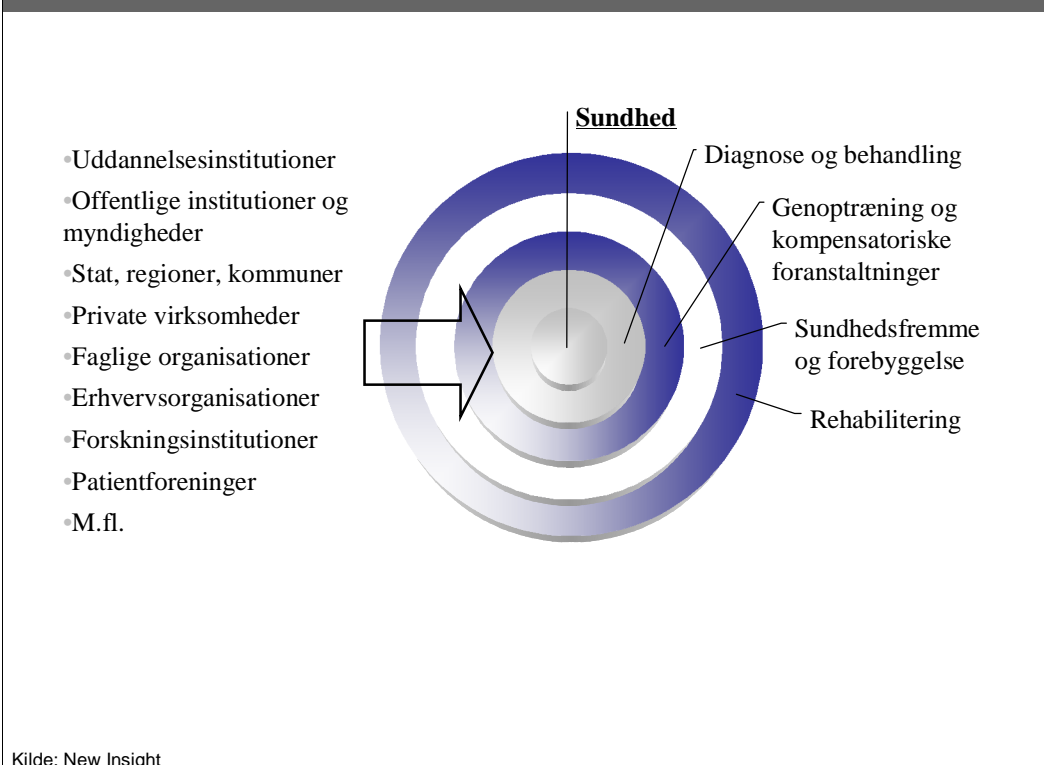 •Uddannelsesinstitutioner
•Offentlige institutioner og
myndigheder
•Stat, regioner, kommuner
•Private virksomheder
•Faglige organisationer
•Erhvervsorganisationer
•Forskningsinstitutioner
•Patientforeninger
•M.fl.
Sundhed
Diagnose og behandling
Genoptræning og
kompensatoriske
foranstaltninger
Sundhedsfremme
og forebyggelse
Rehabilitering
Kilde: New Insight